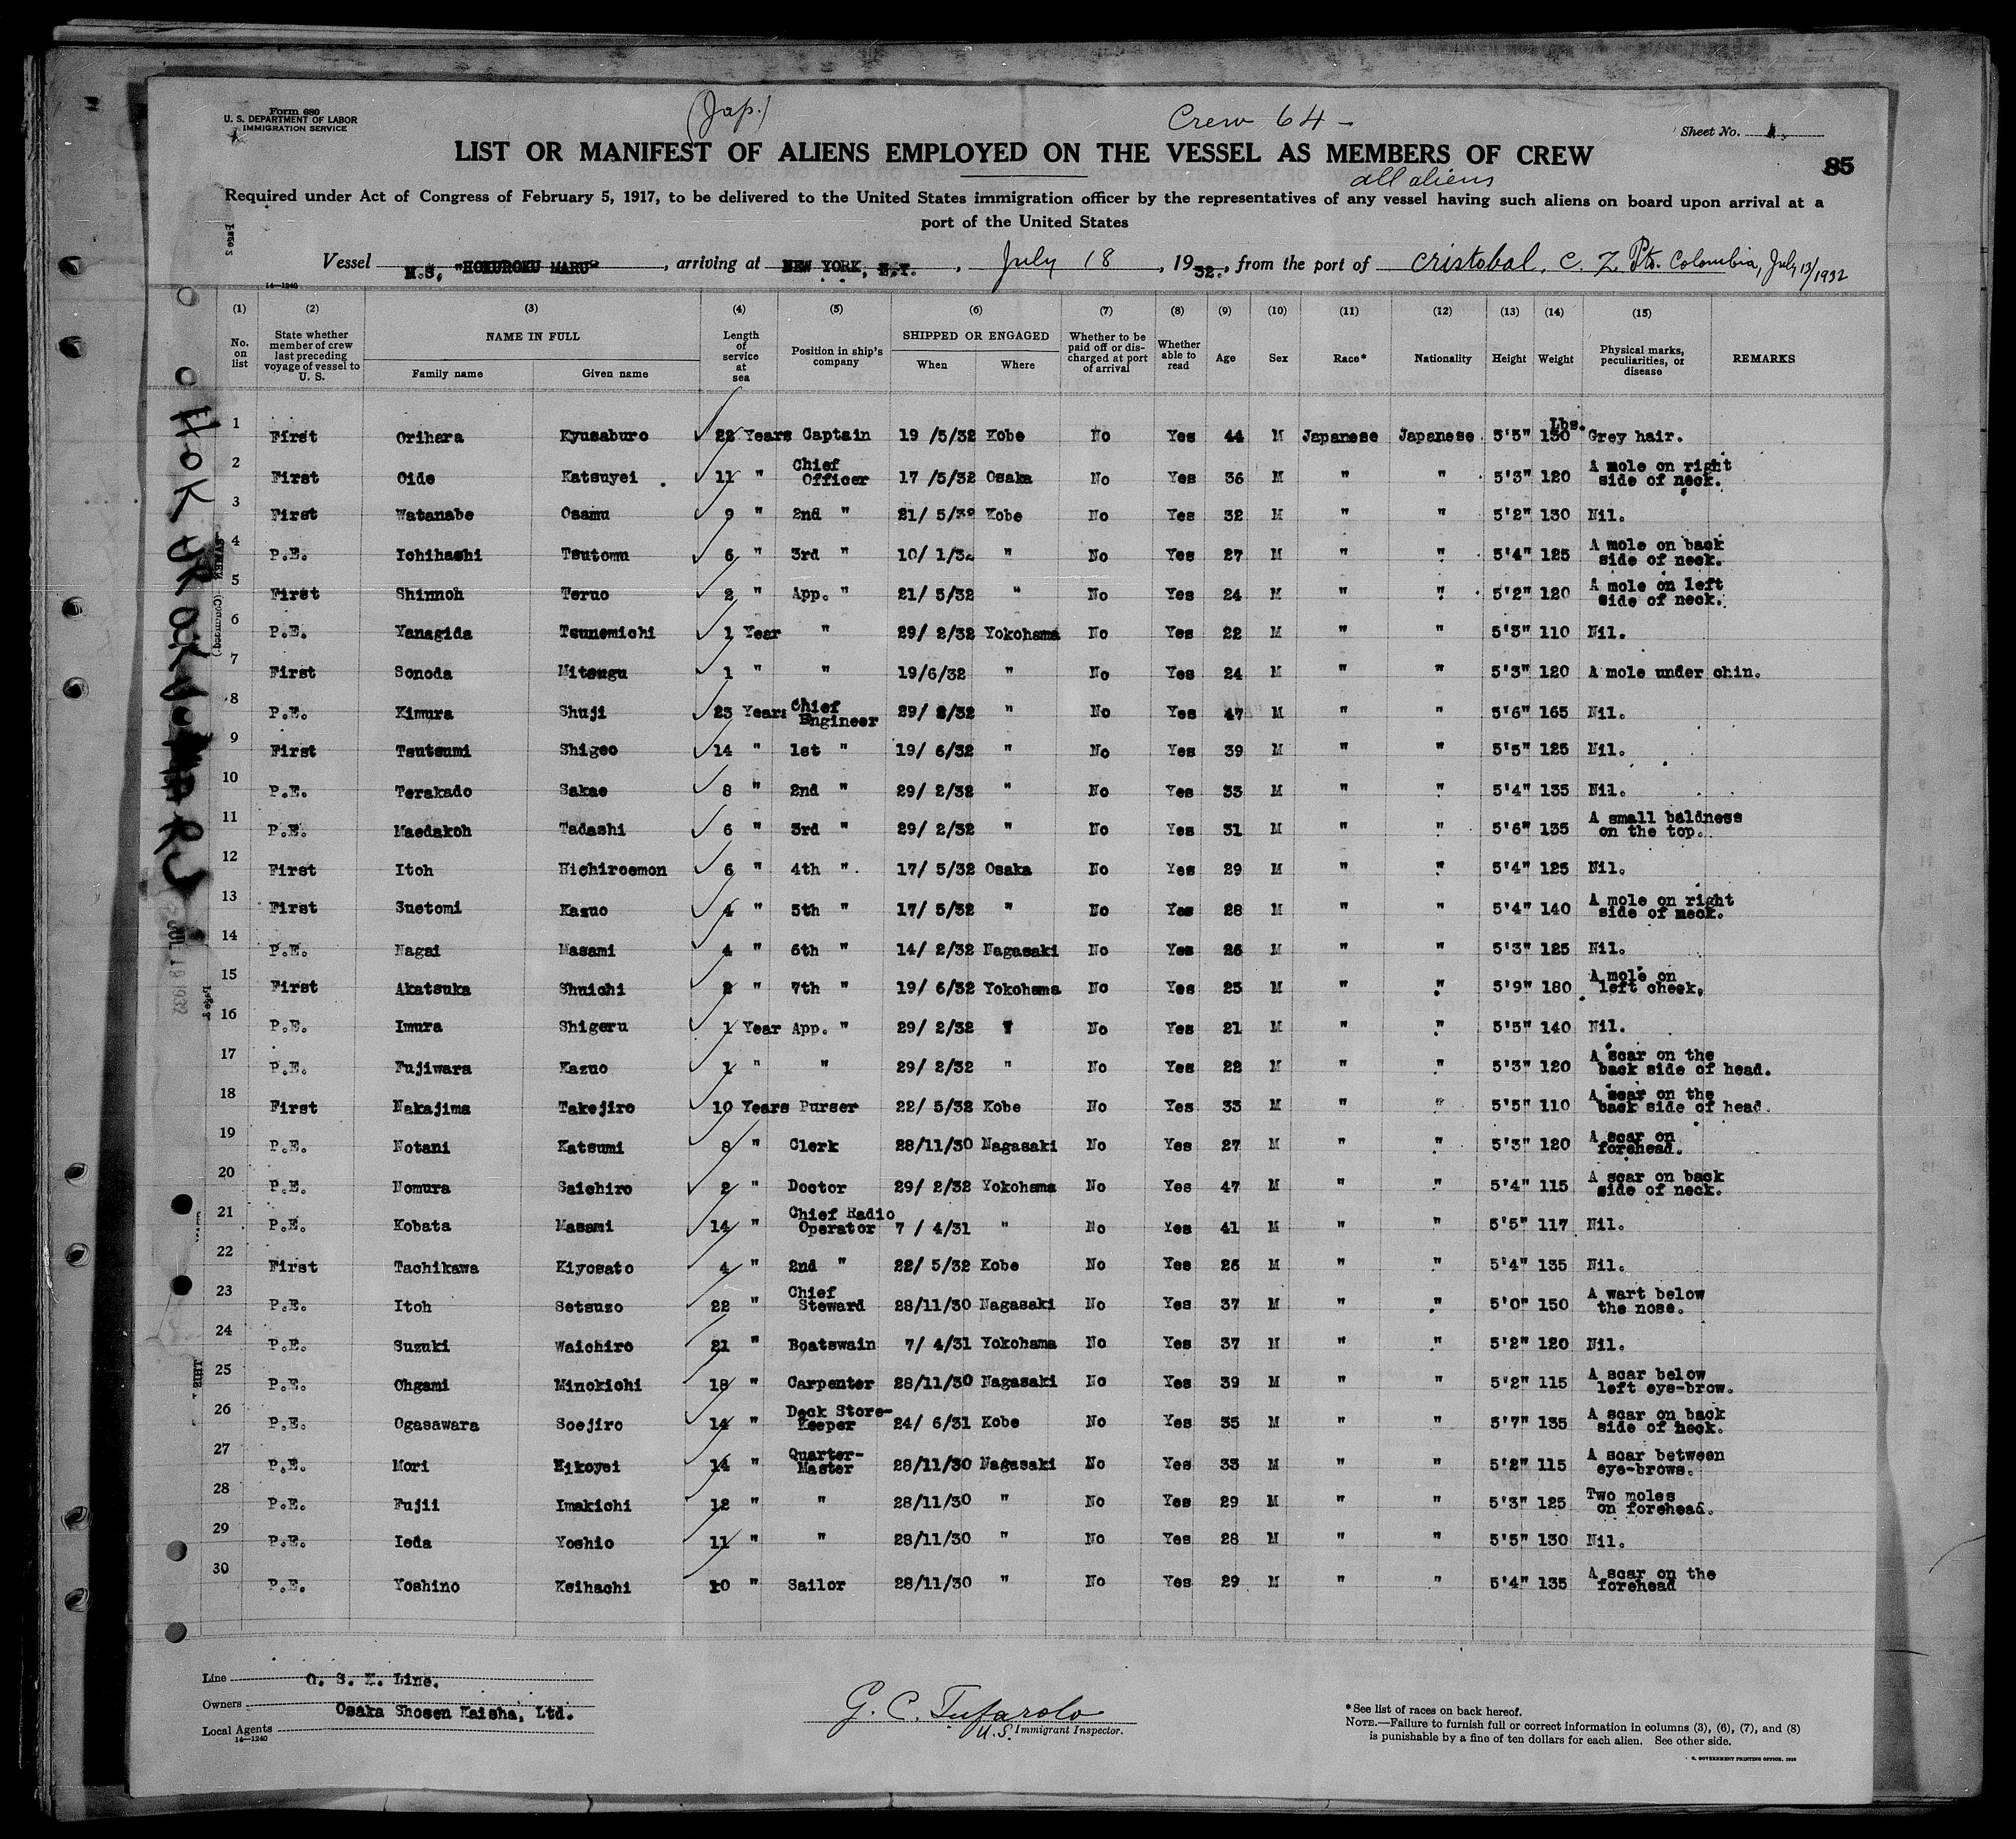 Form 680
U. S. DEPARTMENT OF LABOR
IMMIGRATION SERVICE
(Jap.)
Crew 64 –
Sheet No. 1.
LIST OR MANIFEST OF ALIENS EMPLOYED ON THE VESSEL AS MEMBERS OF CREW
85
all aliens
Required under Act of Congress of February 5, 1917, to be delivered to the United States immigration officer by the representatives of any vessel having such aliens on board upon arrival at a
port of the United States
Vessel M.S. "HOKUROKU MARU", arriving at NEW YORK, N.Y., July 18, 1932., from the port of Cristobal, C. Z. Pto. Colombia, July 13/1932
14—1240
(1) (2) (3) (4) (5) (6) (7) (8) (9) (10) (11) (12) (13) (14) (15)
No. on list | State whether member of crew last preceding voyage of vessel to U. S. | NAME IN FULL | Family name | Given name | Length of service at sea | Position in ship's company | SHIPPED OR ENGAGED | When | Where | Whether to be paid off or discharged at port of arrival | Whether able to read | Age | Sex | Race* | Nationality | Height | Weight | Physical marks, peculiarities, or disease | REMARKS
Lbs.
1 First Orihara Kyusaburo 22 Years Captain 19 /5/32 Kobe No Yes 44 M Japanese Japanese 5'5" 130 Grey hair.
2 First Oide Katsuyei 11 " Chief Officer 17 /5/32 Osaka No Yes 36 M " " 5'3" 120 A mole on right side of neck.
3 First Watanabe Osamu 9 " 2nd " 21/ 5/32 Kobe No Yes 32 M " " 5'2" 130 Nil.
4 P.E. Ichihashi Tsutomu 6 " 3rd " 10/ 1/32 " No Yes 27 M " " 5'4" 125 A mole on back side of neck.
5 First Shinnoh Teruo 2 " App. " 21/ 5/32 " No Yes 24 M " " 5'2" 120 A mole on left side of neck.
6 P.E. Yanagida Tsunemichi 1 Year " 29/ 2/32 Yokohama No Yes 22 M " " 5'3" 110 Nil.
7 First Sonoda Mitsugu 1 " " 19/6/32 " No Yes 24 M " " 5'3" 120 A mole under chin.
8 P.E. Kimura Shuji 23 Years Chief Engineer 29/ 2/32 " No Yes 47 M " " 5'6" 165 Nil.
9 First Tsutsumi Shigeo 14 " 1st " 19/ 6/32 " No Yes 39 M " " 5'5" 125 Nil.
10 P.E. Terakado Sakae 8 " 2nd " 29/ 2/32 " No Yes 33 M " " 5'4" 135 Nil.
11 P.E. Maedakoh Tadashi 6 " 3rd " 29/ 2/32 " No Yes 31 M " " 5'6" 135 A small baldness on the top.
12 First Itoh Hichiroemon 6 " 4th " 17/ 5/32 Osaka No Yes 29 M " " 5'4" 125 Nil.
13 First Suetomi Kazuo 4 " 5th " 17/ 5/32 " No Yes 28 M " " 5'4" 140 A mole on right side of neck.
14 P.E. Nagai Masami 4 " 6th " 14/ 2/32 Nagasaki No Yes 26 M " " 5'3" 125 Nil.
15 First Akatsuka Shuichi 2 " 7th " 19/ 6/32 Yokohama No Yes 25 M " " 5'9" 180 A mole on left cheek.
16 P.E. Imura Shigeru 1 Year App. " 29/ 2/32 " No Yes 21 M " " 5'5" 140 Nil.
17 P.E. Fujiwara Kazuo 1 " " 29/ 2/32 " No Yes 22 M " " 5'3" 120 A scar on the back side of head.
18 First Nakajima Takejiro 10 Years Purser 22/ 5/32 Kobe No Yes 33 M " " 5'5" 110 A scar on the back side of head.
19 P.E. Notani Katsumi 8 " Clerk 28/11/30 Nagasaki No Yes 27 M " " 5'3" 120 A scar on forehead.
20 P.E. Nomura Saichiro 2 " Doctor 29/ 2/32 Yokohama No Yes 47 M " " 5'4" 115 A scar on back side of neck.
21 P.E. Kobata Masami 14 " Chief Radio Operator 7 / 4/31 " No Yes 41 M " " 5'5" 117 Nil.
22 First Tachikawa Kiyosato 4 " 2nd " 22/ 5/32 Kobe No Yes 26 M " " 5'4" 135 Nil.
23 P.E. Itoh Setsuzo 22 " Chief Steward 28/11/30 Nagasaki No Yes 37 M " " 5'0" 150 A wart below the nose.
24 P.E. Suzuki Waichiro 21 " Boatswain 7/ 4/31 Yokohama No Yes 37 M " " 5'2" 120 Nil.
25 P.E. Ohgami Minokichi 18 " Carpenter 28/11/30 Nagasaki No Yes 39 M " " 5'2" 115 A scar below left eye-brow.
26 P.E. Ogasawara Soejiro 14 " Deck Store-Keeper 24/ 6/31 Kobe No Yes 35 M " " 5'7" 135 A scar on back side of neck.
27 P.E. Mori Kikoyei 14 " Quarter-Master 28/11/30 Nagasaki No Yes 33 M " " 5'2" 115 A scar between eye-brows.
28 P.E. Fujii Imakichi 12 " " 28/11/30 " No Yes 29 M " " 5'3" 125 Two moles on forehead.
29 P.E. Ieda Yoshio 11 " " 28/11/30 " No Yes 28 M " " 5'5" 130 Nil.
30 P.E. Yoshino Keihachi 10 " Sailor 28/11/30 " No Yes 29 M " " 5'4" 135 A scar on the forehead
HOKUROKU MARU
JUL 19 1932
Line O. S. K. Line.
Owners Osaka Shosen Kaisha, Ltd.
Local Agents
14—1240
G. C. Tufarolo
U.S. Immigrant Inspector.
*See list of races on back hereof.
NOTE.—Failure to furnish full or correct information in columns (3), (6), (7), and (8)
is punishable by a fine of ten dollars for each alien. See other side.